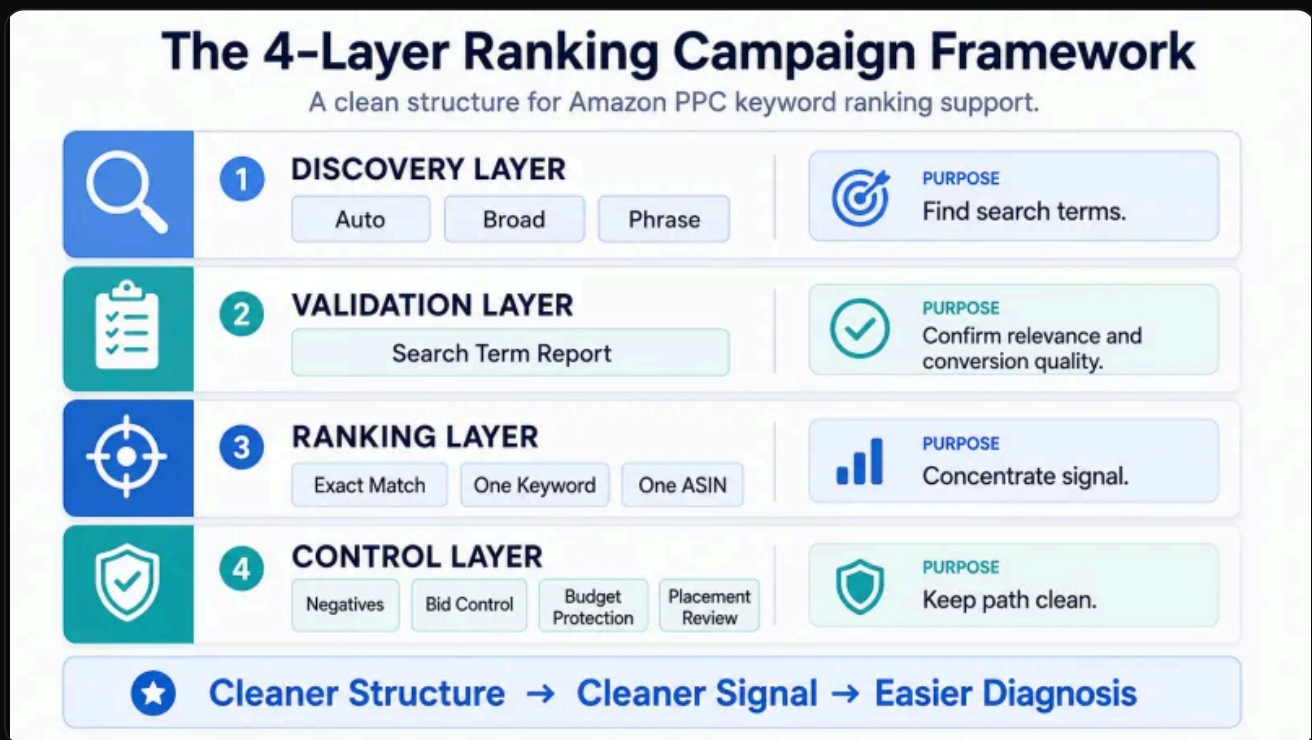 The 4-Layer Ranking Campaign Framework
A clean structure for Amazon PPC keyword ranking support.
1
DISCOVERY LAYER
Auto
Broad
Phrase
PURPOSE
Find search terms.
2
VALIDATION LAYER
Search Term Report
PURPOSE
Confirm relevance and
conversion quality.
3
RANKING LAYER
Exact Match
One Keyword
One ASIN
PURPOSE
Concentrate signal.
4
CONTROL LAYER
Negatives
Bid Control
Budget
Protection
Placement
Review
PURPOSE
Keep path clean.
Cleaner Structure → Cleaner Signal → Easier Diagnosis